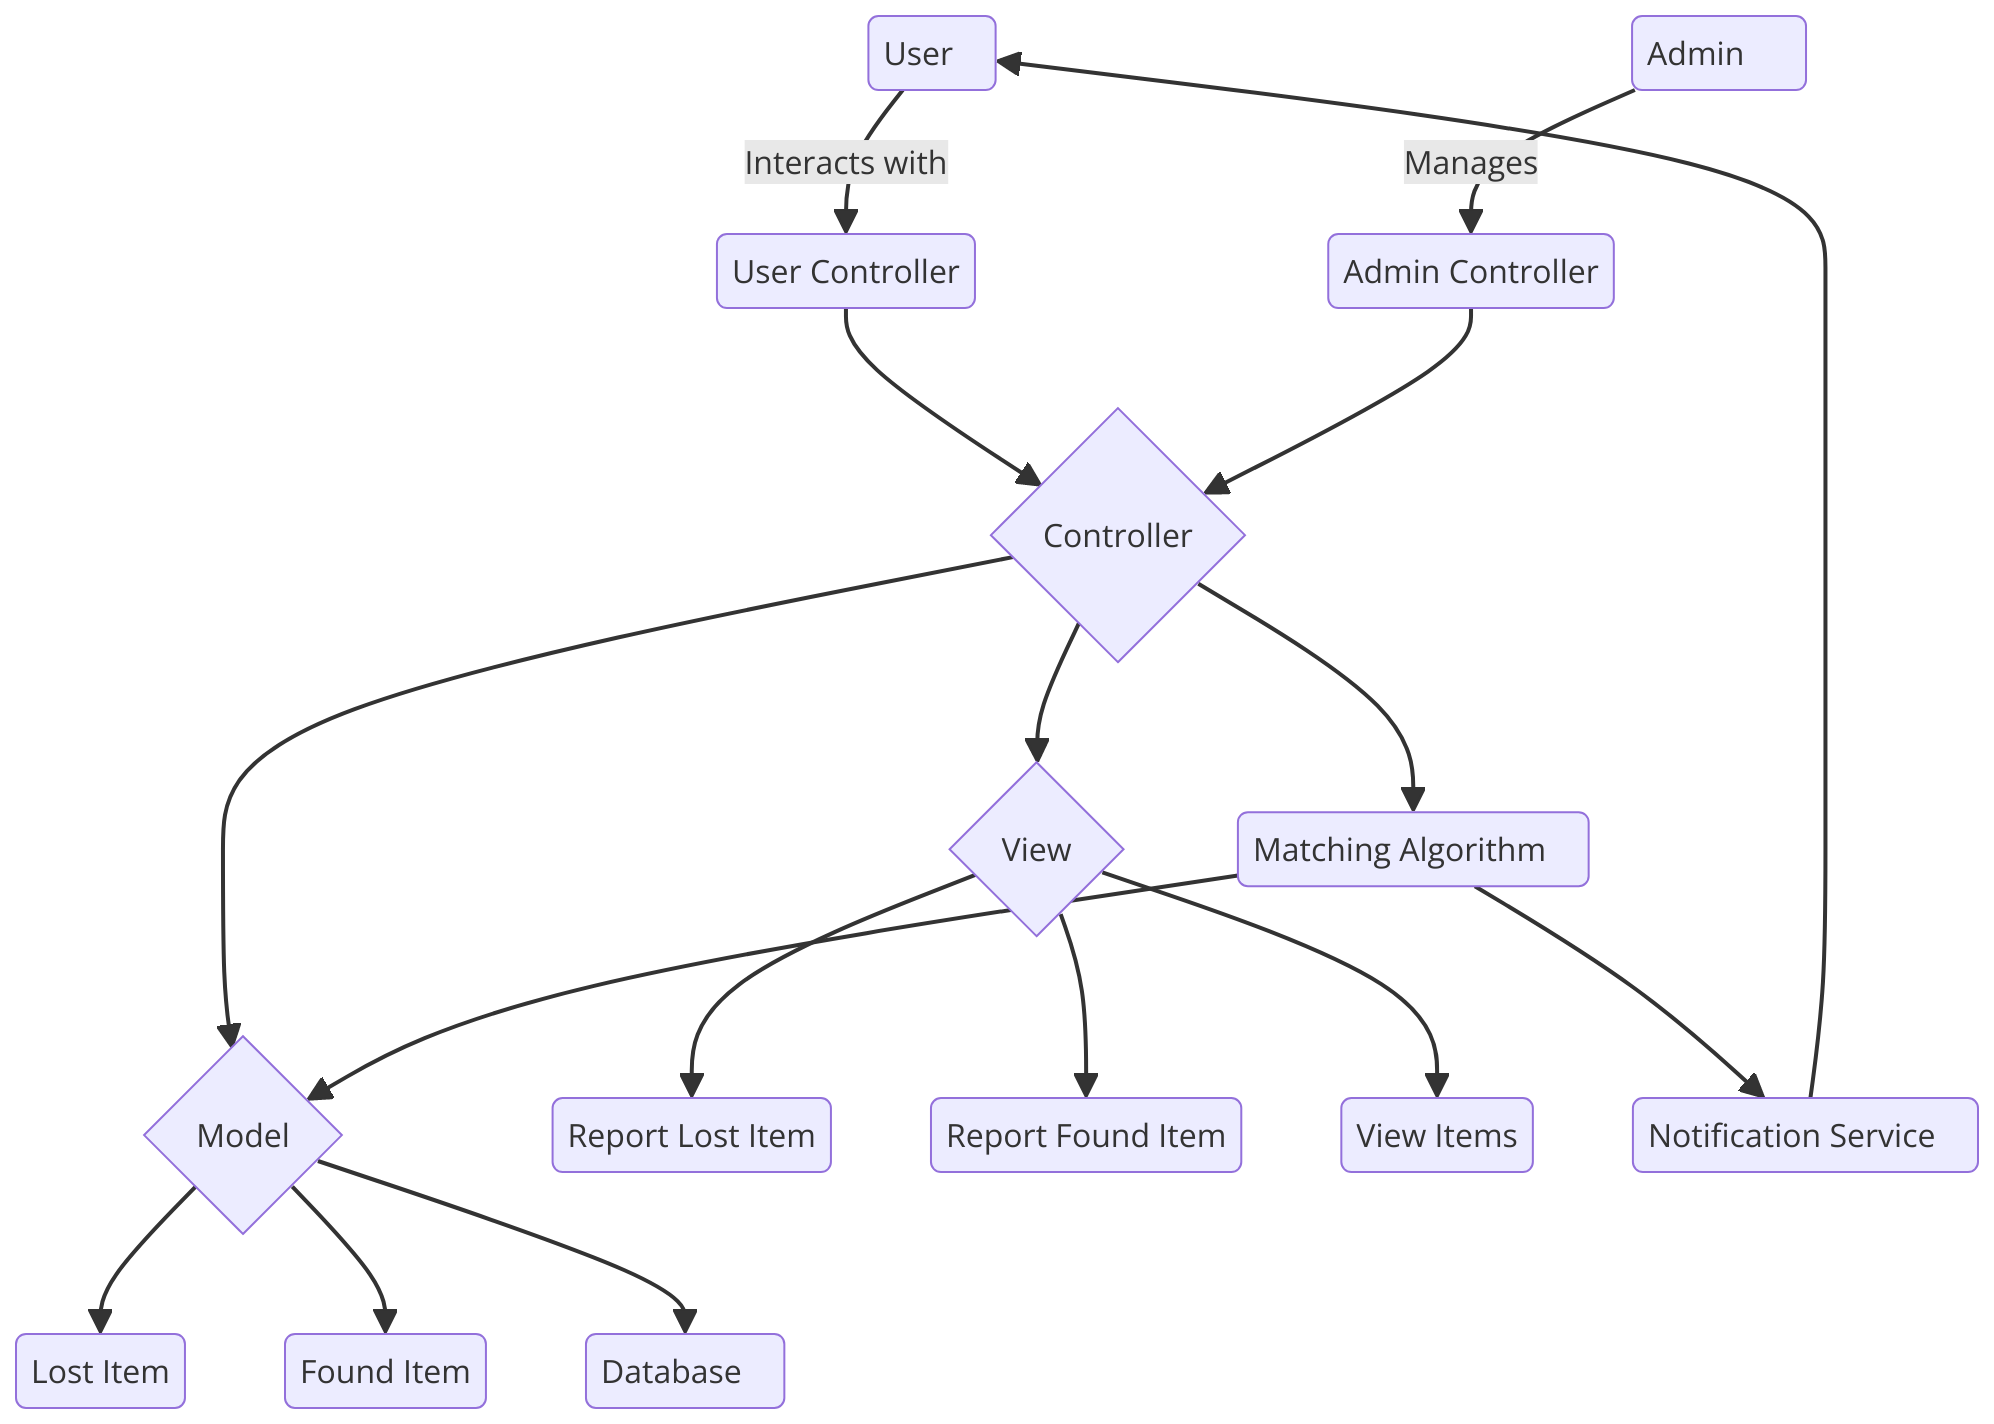 User
Admin
Interacts with
Manages
User Controller
Admin Controller
Controller
View
Matching Algorithm
Model
Report Lost Item
Report Found Item
View Items
Notification Service
Lost Item
Found Item
Database